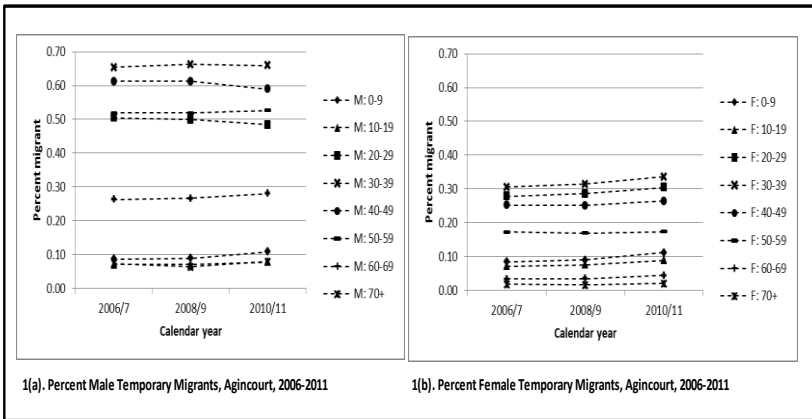 0.70
0.60
0.50
0.40
0.30
0.20
0.10
0.00
Percent migrant
2006/7
2008/9
2010/11
Calendar year
M: 0-9
M: 10-19
M: 20-29
M: 30-39
M: 40-49
M: 50-59
M: 60-69
M: 70+
1(a). Percent Male Temporary Migrants, Agincourt, 2006-2011
0.70
0.60
0.50
0.40
0.30
0.20
0.10
0.00
Percent migrant
2006/7
2008/9
2010/11
Calendar year
F: 0-9
F: 10-19
F: 20-29
F: 30-39
F: 40-49
F: 50-59
F: 60-69
F: 70+
1(b). Percent Female Temporary Migrants, Agincourt, 2006-2011